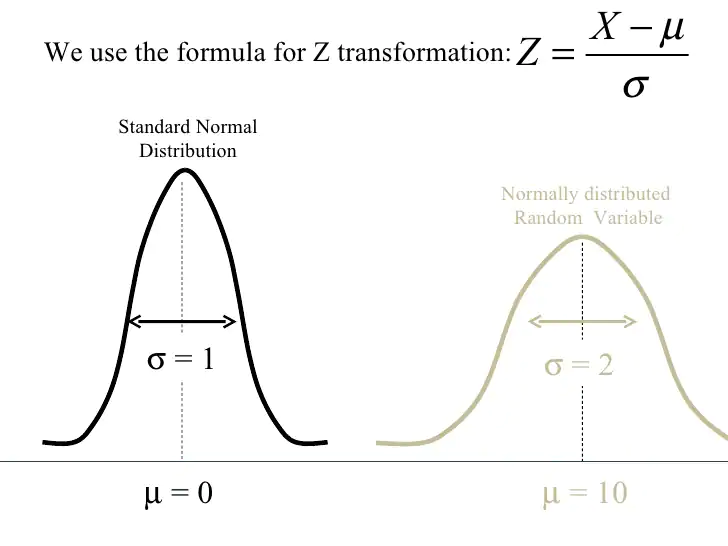 We use the formula for Z transformation: Z = (X − μ) / σ
Standard Normal
Distribution
Normally distributed
Random Variable
σ = 1
σ = 2
μ = 0
μ = 10